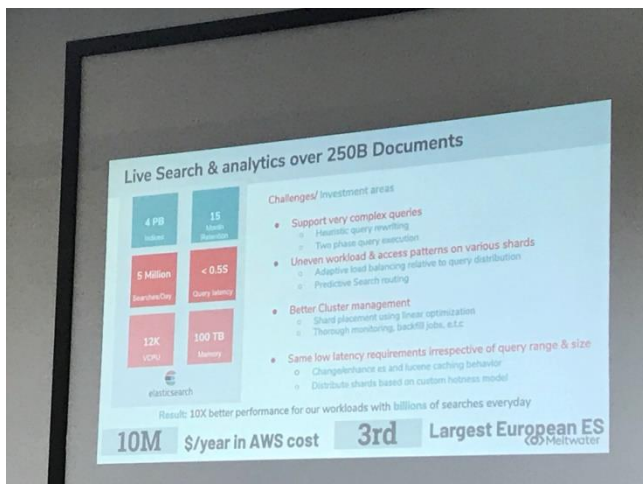 Live Search & analytics over 250B Documents
4 PB
Indexed
15
Month
Retention
5 Million
Searches/Day
< 0.5S
Query latency
12K
VCPU
100 TB
Memory
elasticsearch
Challenges/ Investment areas
Support very complex queries
Heuristic query rewriting
Two phase query execution
Uneven workload & access patterns on various shards
Adaptive load balancing relative to query distribution
Predictive Search routing
Better Cluster management
Shard placement using linear optimization
Thorough monitoring, backfill jobs, e.t.c
Same low latency requirements irrespective of query range & size
Change/enhance es and lucene caching behavior
Distribute shards based on custom hotness model
Result: 10X better performance for our workloads with billions of searches everyday
10M $/year in AWS cost
3rd Largest European ES
Meltwater